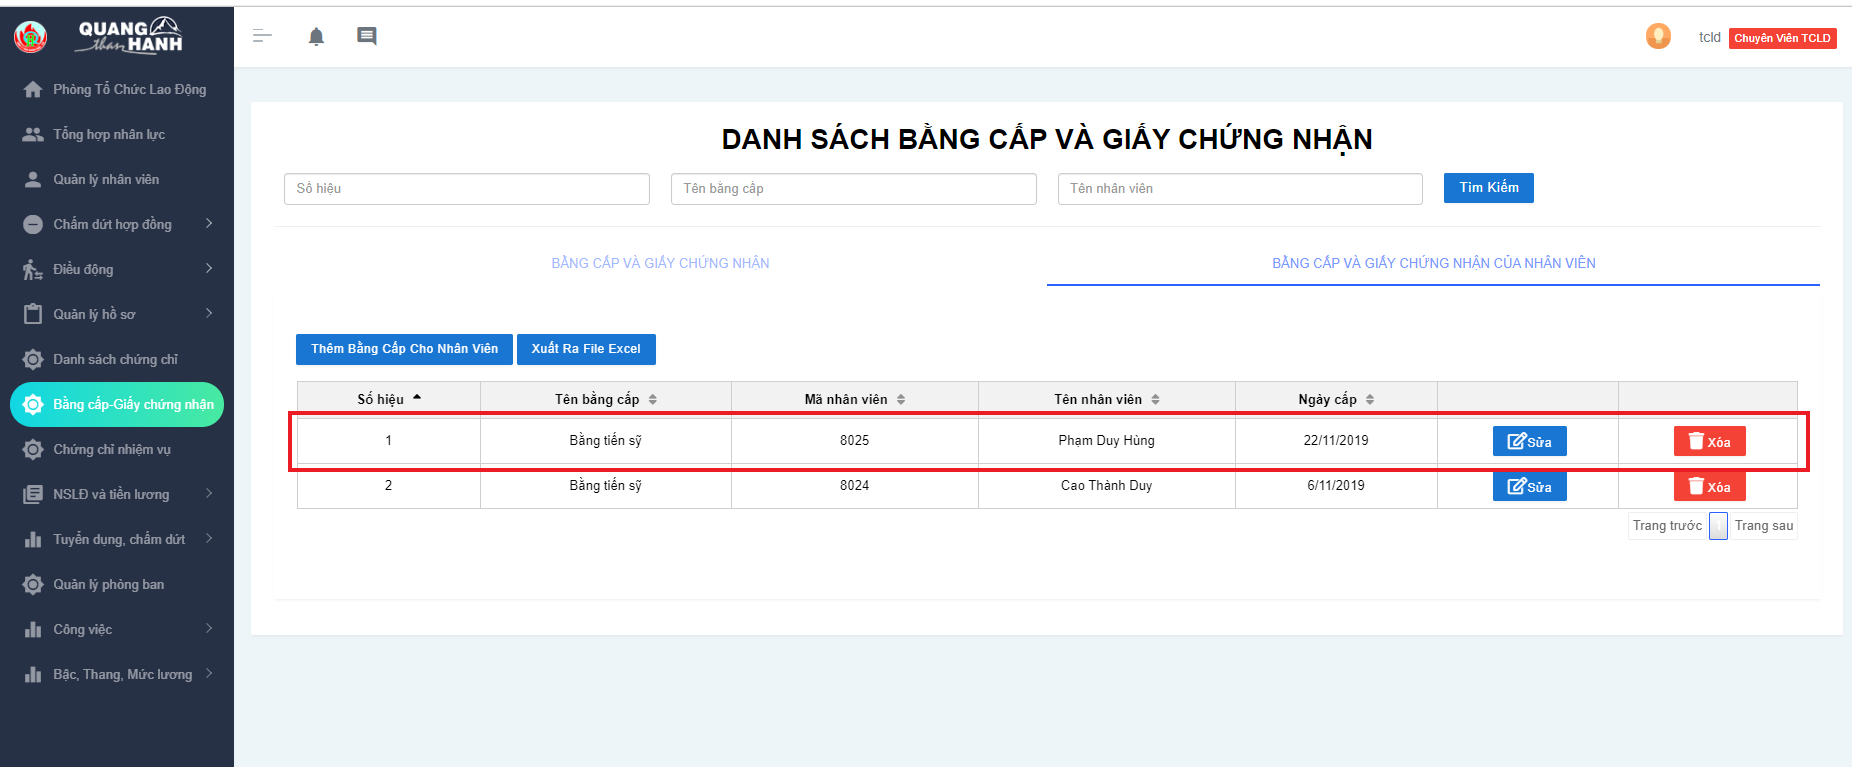 QUANG
than HANH
tcld Chuyên Viên TCLD
Phòng Tổ Chức Lao Động
Tổng hợp nhân lực
Quản lý nhân viên
Chấm dứt hợp đồng
Điều động
Quản lý hồ sơ
Danh sách chứng chỉ
Bằng cấp-Giấy chứng nhận
Chứng chỉ nhiệm vụ
NSLĐ và tiền lương
Tuyển dụng, chấm dứt
Quản lý phòng ban
Công việc
Bậc, Thang, Mức lương
DANH SÁCH BẰNG CẤP VÀ GIẤY CHỨNG NHẬN
Số hiệu Tên bằng cấp Tên nhân viên Tìm Kiếm
BẰNG CẤP VÀ GIẤY CHỨNG NHẬN BẰNG CẤP VÀ GIẤY CHỨNG NHẬN CỦA NHÂN VIÊN
Thêm Bằng Cấp Cho Nhân Viên Xuất Ra File Excel
Số hiệu Tên bằng cấp Mã nhân viên Tên nhân viên Ngày cấp
1 Bằng tiến sỹ 8025 Phạm Duy Hùng 22/11/2019 Sửa Xóa
2 Bằng tiến sỹ 8024 Cao Thành Duy 6/11/2019 Sửa Xóa
Trang trước 1 Trang sau